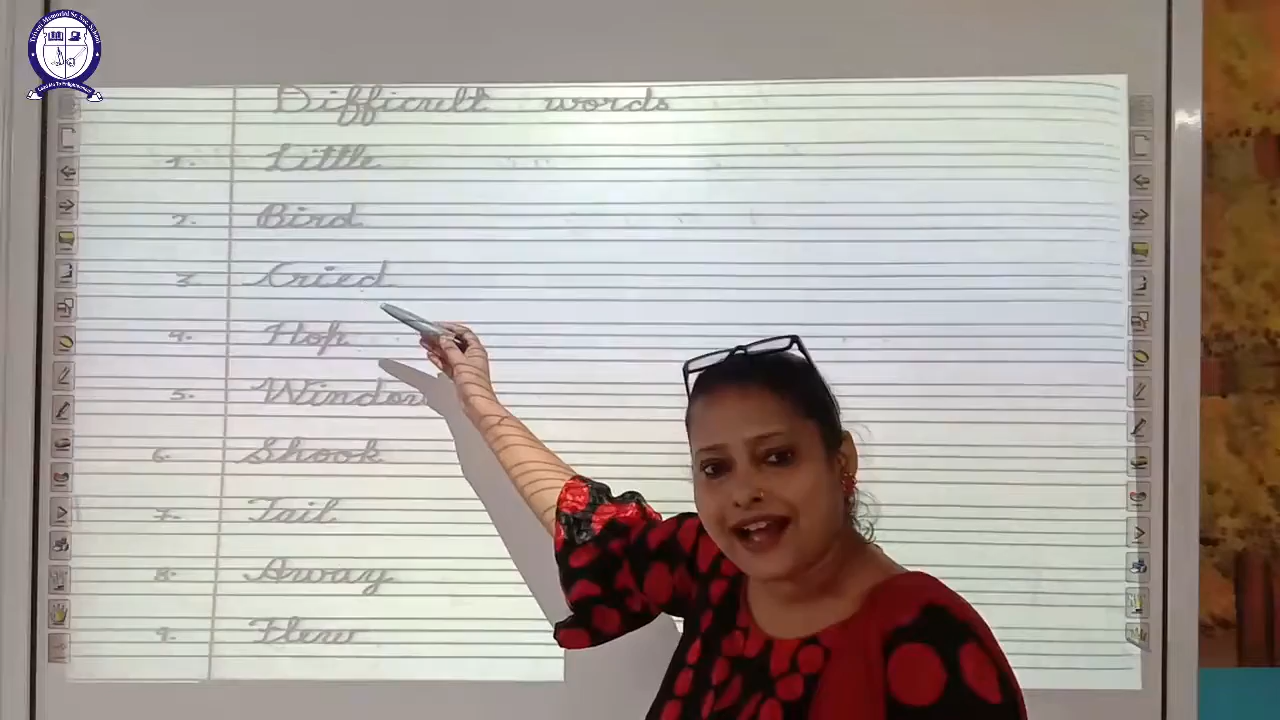 Difficult words
1. Little
2. Bird
3. Cried
4. Hop
5. Window
6. Shook
7. Tail
8. Away
9. Flew